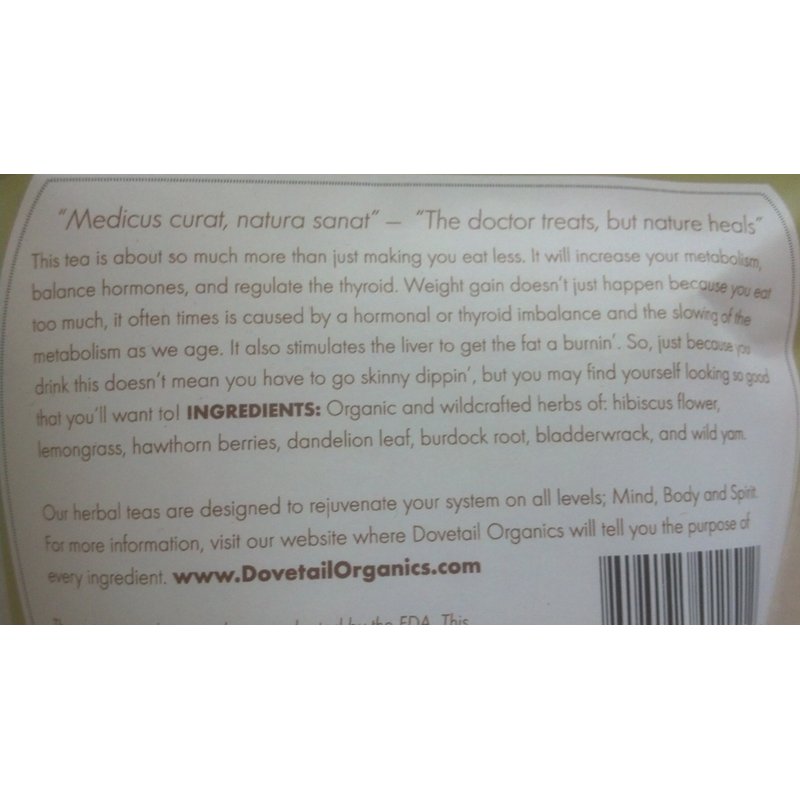 "Medicus curat, natura sanat" – "The doctor treats, but nature heals"
This tea is about so much more than just making you eat less. It will increase your metabolism,
balance hormones, and regulate the thyroid. Weight gain doesn't just happen because you eat
too much, it often times is caused by a hormonal or thyroid imbalance and the slowing of the
metabolism as we age. It also stimulates the liver to get the fat a burnin'. So, just because you
drink this doesn't mean you have to go skinny dippin', but you may find yourself looking so good
that you'll want to! INGREDIENTS: Organic and wildcrafted herbs of: hibiscus flower,
lemongrass, hawthorn berries, dandelion leaf, burdock root, bladderwrack, and wild yam.
Our herbal teas are designed to rejuvenate your system on all levels; Mind, Body and Spirit.
For more information, visit our website where Dovetail Organics will tell you the purpose of
every ingredient. www.DovetailOrganics.com
by the FDA. This